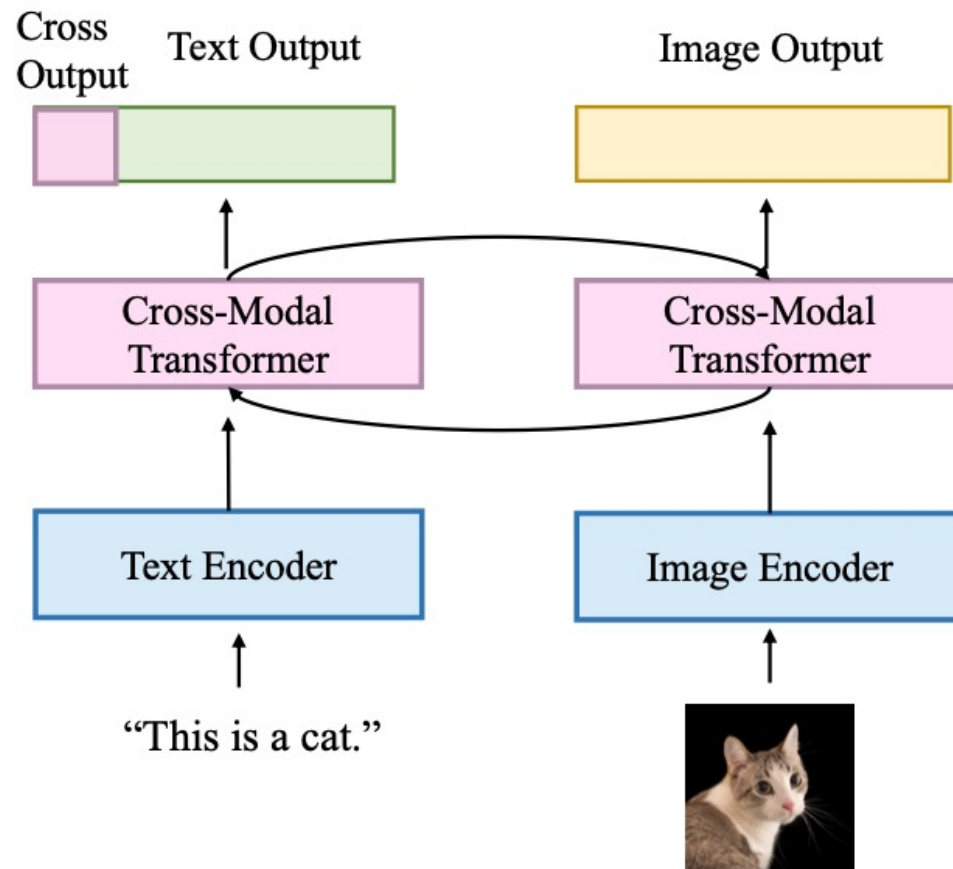 Cross
Output
Text Output
Image Output
Cross-Modal
Transformer
Cross-Modal
Transformer
Text Encoder
Image Encoder
“This is a cat.”